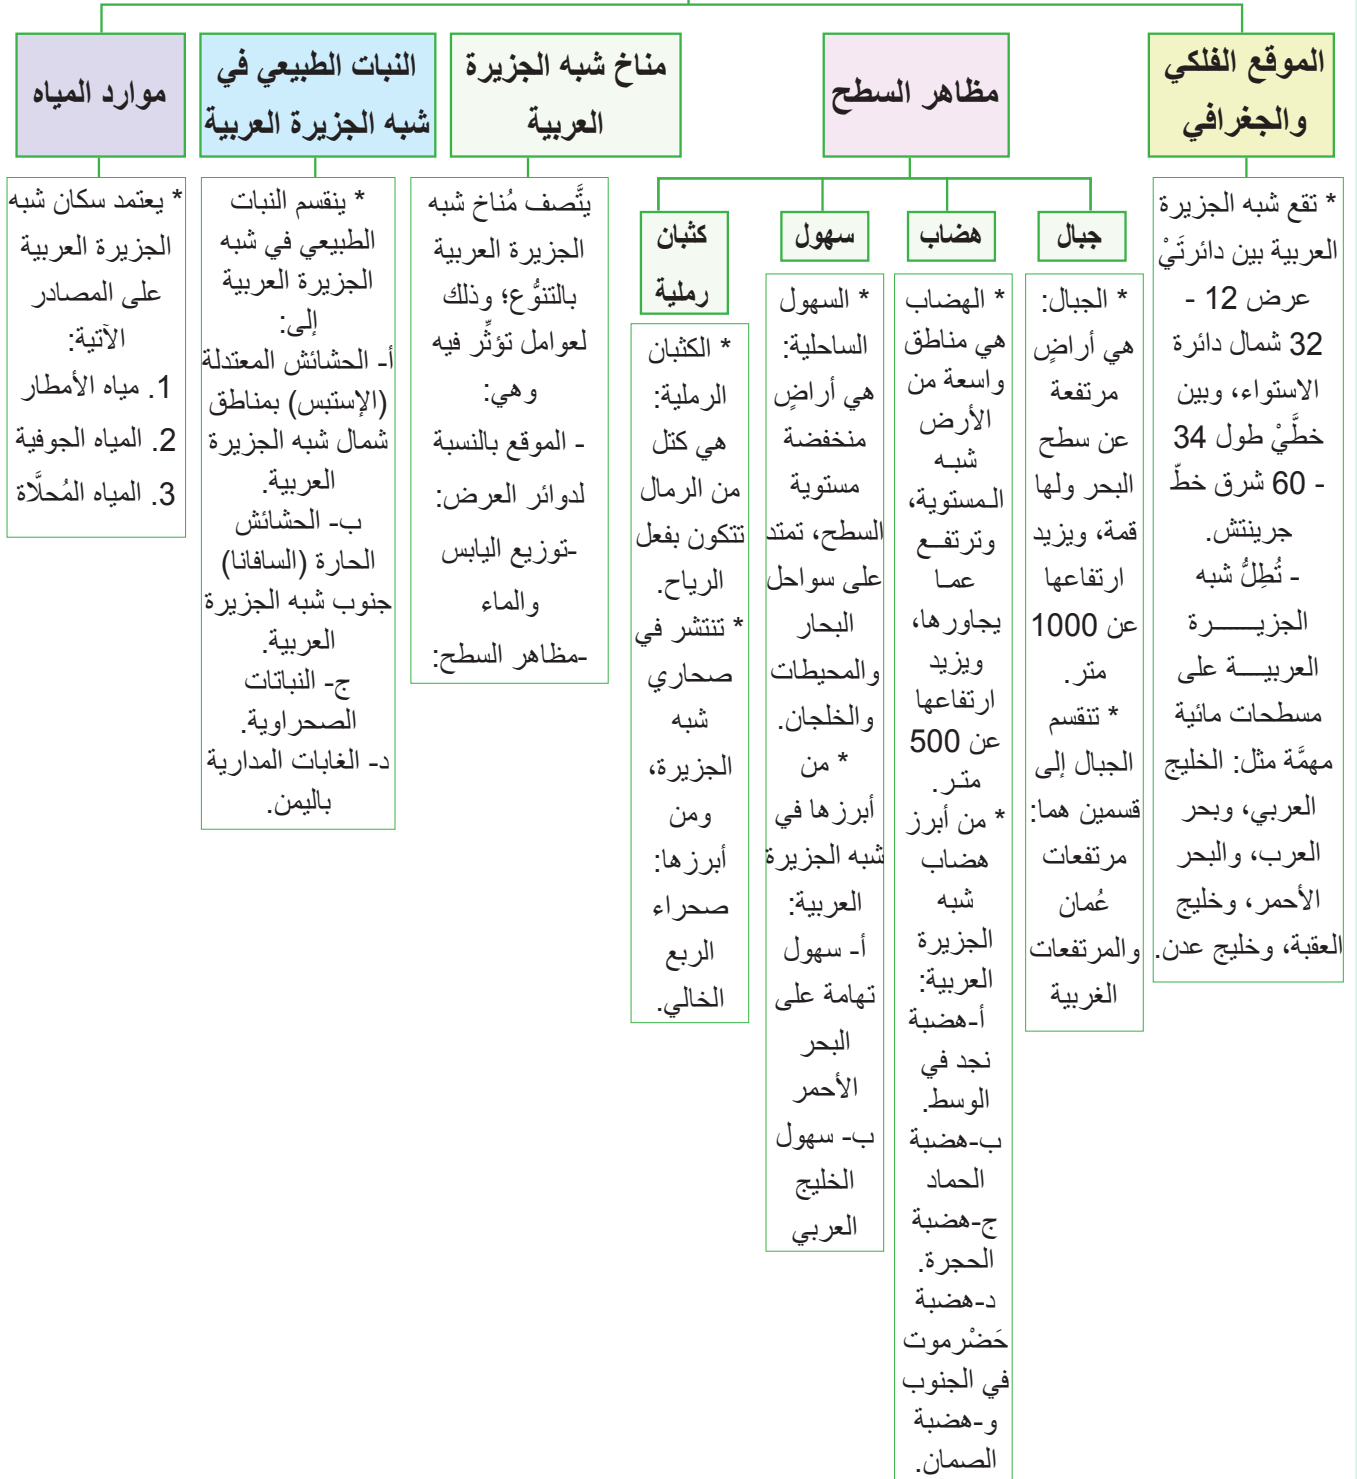 الموقع الفلكي
والجغرافي
* تقع شبه الجزيرة
العربية بين دائرتَيْ
عرض 12 -
32 شمال دائرة
الاستواء، وبين
خطَّيْ طول 34
- 60 شرق خطّ
جرينتش.
- تُطِلُّ شبه
الجزيـــــــرة
العربيــــة على
مسطحات مائية
مهمَّة مثل: الخليج
العربي، وبحر
العرب، والبحر
الأحمر، وخليج
العقبة، وخليج عدن.
مظاهر السطح
جبال
* الجبال:
هي أراضٍ
مرتفعة
عن سطح
البحر ولها
قمة، ويزيد
ارتفاعها
عن 1000
متر.
* تنقسم
الجبال إلى
قسمين هما:
مرتفعات
عُمان
والمرتفعات
الغربية
هضاب
* الهضاب
هي مناطق
واسعة من
الأرض
شبـه
الـمستوية،
وترتفــع
عمـا
يجاورها،
ويزيد
ارتفاعها
عن 500
متـر.
* من أبرز
هضاب
شبه
الجزيرة
العربية:
أ-هضبة
نجد في
الوسط.
ب-هضبة
الحماد
ج-هضبة
الحجرة.
د-هضبة
حَضْرموت
في الجنوب
و-هضبة
الصمان.
سهول
* السهول
الساحلية:
هي أراضٍ
منخفضة
مستوية
السطح، تمتد
على سواحل
البحار
والمحيطات
والخلجان.
* من
أبرزها في
شبه الجزيرة
العربية:
أ- سهول
تهامة على
البحر
الأحمر
ب- سهول
الخليج
العربي
كثبان
رملية
* الكثبان
الرملية:
هي كتل
من الرمال
تتكون بفعل
الرياح.
* تنتشر في
صحاري
شبه
الجزيرة،
ومن
أبرزها:
صحراء
الربع
الخالي.
مناخ شبه الجزيرة
العربية
يتَّصف مُناخ شبه
الجزيرة العربية
بالتنوُّع؛ وذلك
لعوامل تؤثِّر فيه
وهي:
- الموقع بالنسبة
لدوائر العرض:
-توزيع اليابس
والماء
-مظاهر السطح:
النبات الطبيعي في
شبه الجزيرة العربية
* ينقسم النبات
الطبيعي في شبه
الجزيرة العربية
إلى:
أ- الحشائش المعتدلة
(الإستبس) بمناطق
شمال شبه الجزيرة
العربية.
ب- الحشائش
الحارة (السافانا)
جنوب شبه الجزيرة
العربية.
ج- النباتات
الصحراوية.
د- الغابات المدارية
باليمن.
موارد المياه
* يعتمد سكان شبه
الجزيرة العربية
على المصادر
الآتية:
1. مياه الأمطار
2. المياه الجوفية
3. المياه المُحلَّاة